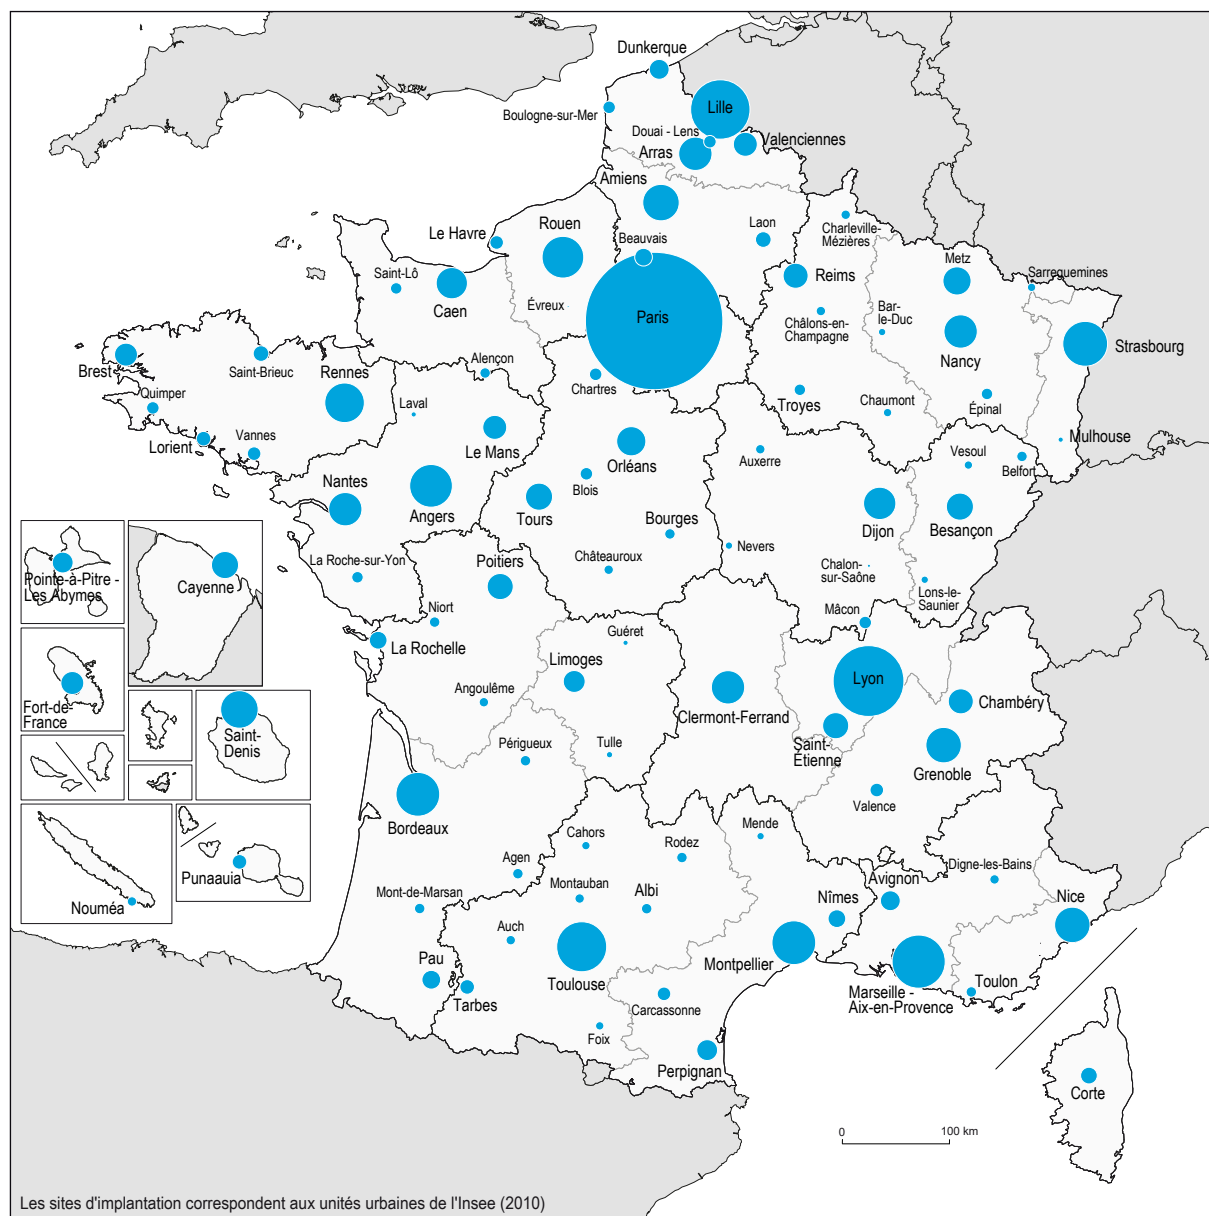 Dunkerque
Boulogne-sur-Mer
Lille
Douai - Lens
Valenciennes
Arras
Amiens
Rouen
Le Havre
Beauvais
Laon
Charleville-
Mézières
Saint-Lô
Caen
Évreux
Paris
Reims
Metz
Sarreguemines
Châlons-en-
Champagne
Bar-
le-Duc
Nancy
Strasbourg
Brest
Saint-Brieuc
Rennes
Alençon
Chartres
Troyes
Chaumont
Épinal
Quimper
Laval
Lorient
Vannes
Le Mans
Orléans
Auxerre
Vesoul
Mulhouse
Belfort
Nantes
Angers
Tours
Blois
Bourges
Dijon
Besançon
La Roche-sur-Yon
Poitiers
Châteauroux
Nevers
Chalon-
sur-Saône
Lons-le-
Saunier
Pointe-à-Pitre -
Les Abymes
Cayenne
Niort
La Rochelle
Guéret
Mâcon
Limoges
Lyon
Fort-de-
France
Saint-
Denis
Angoulême
Clermont-Ferrand
Chambéry
Saint-
Étienne
Grenoble
Périgueux
Tulle
Valence
Bordeaux
Cahors
Rodez
Mende
Agen
Digne-les-Bains
Avignon
Punaauia
Nouméa
Mont-de-Marsan
Montauban
Albi
Nîmes
Nice
Auch
Pau
Tarbes
Toulouse
Montpellier
Marseille -
Aix-en-Provence
Toulon
Carcassonne
Foix
Perpignan
Corte
0 100 km
Les sites d'implantation correspondent aux unités urbaines de l'Insee (2010)